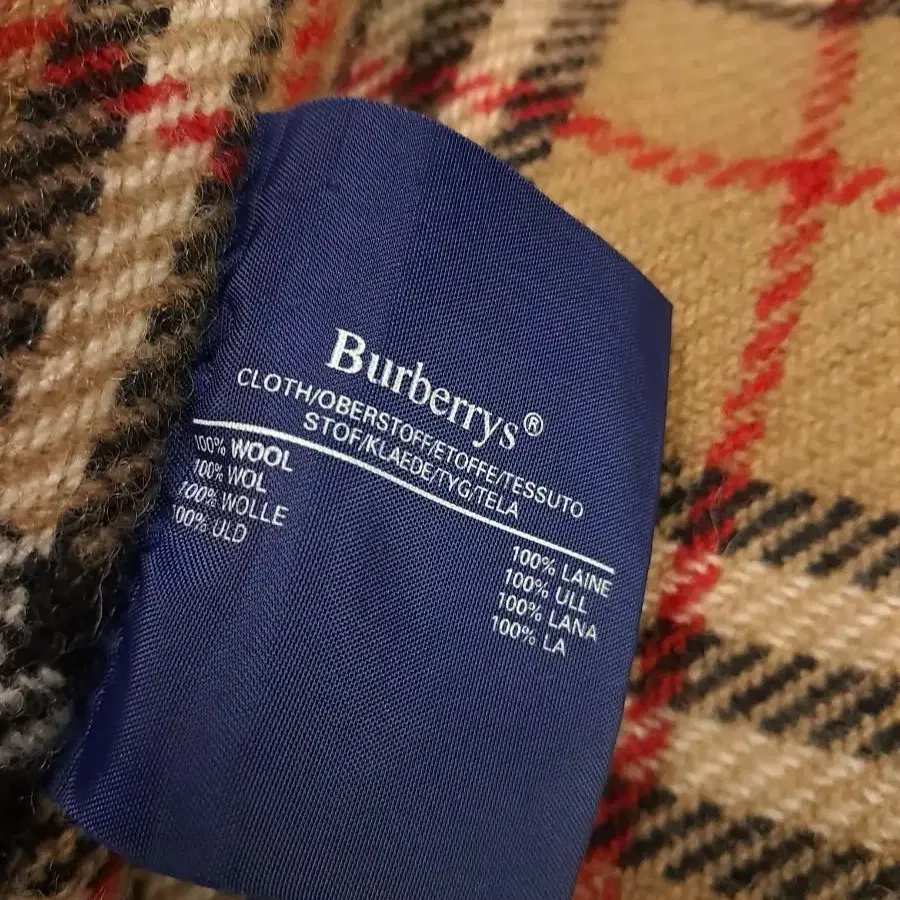 Burberrys®
CLOTH/OBERSTOFF/ETOFFE/TESSUTO
STOF/KLAEDE/TYG/TELA
100% WOOL
100% WOL
100% WOLLE
100% ULD
100% LAINE
100% ULL
100% LANA
100% LA